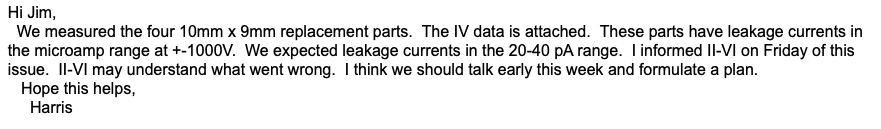 Hi Jim,
We measured the four 10mm x 9mm replacement parts.  The IV data is attached.  These parts have leakage currents in
the microamp range at +-1000V.  We expected leakage currents in the 20-40 pA range.  I informed II-VI on Friday of this
issue.  II-VI may understand what went wrong.  I think we should talk early this week and formulate a plan.
Hope this helps,
Harris